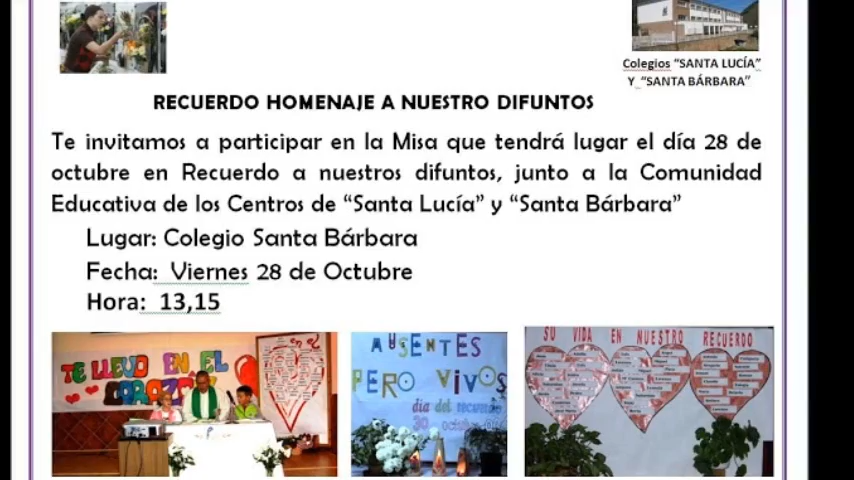 Colegios “SANTA LUCÍA”
Y “SANTA BÁRBARA”
RECUERDO HOMENAJE A NUESTRO DIFUNTOS
Te invitamos a participar en la Misa que tendrá lugar el día 28 de
octubre en Recuerdo a nuestros difuntos, junto a la Comunidad
Educativa de los Centros de “Santa Lucía” y “Santa Bárbara”
Lugar: Colegio Santa Bárbara
Fecha: Viernes 28 de Octubre
Hora: 13,15
TE LLEVO EN EL
CORAZÓN
AUSENTES
PERO VIVOS
dia del recuerdo
30 octubre
SU VIDA EN NUESTRO RECUERDO